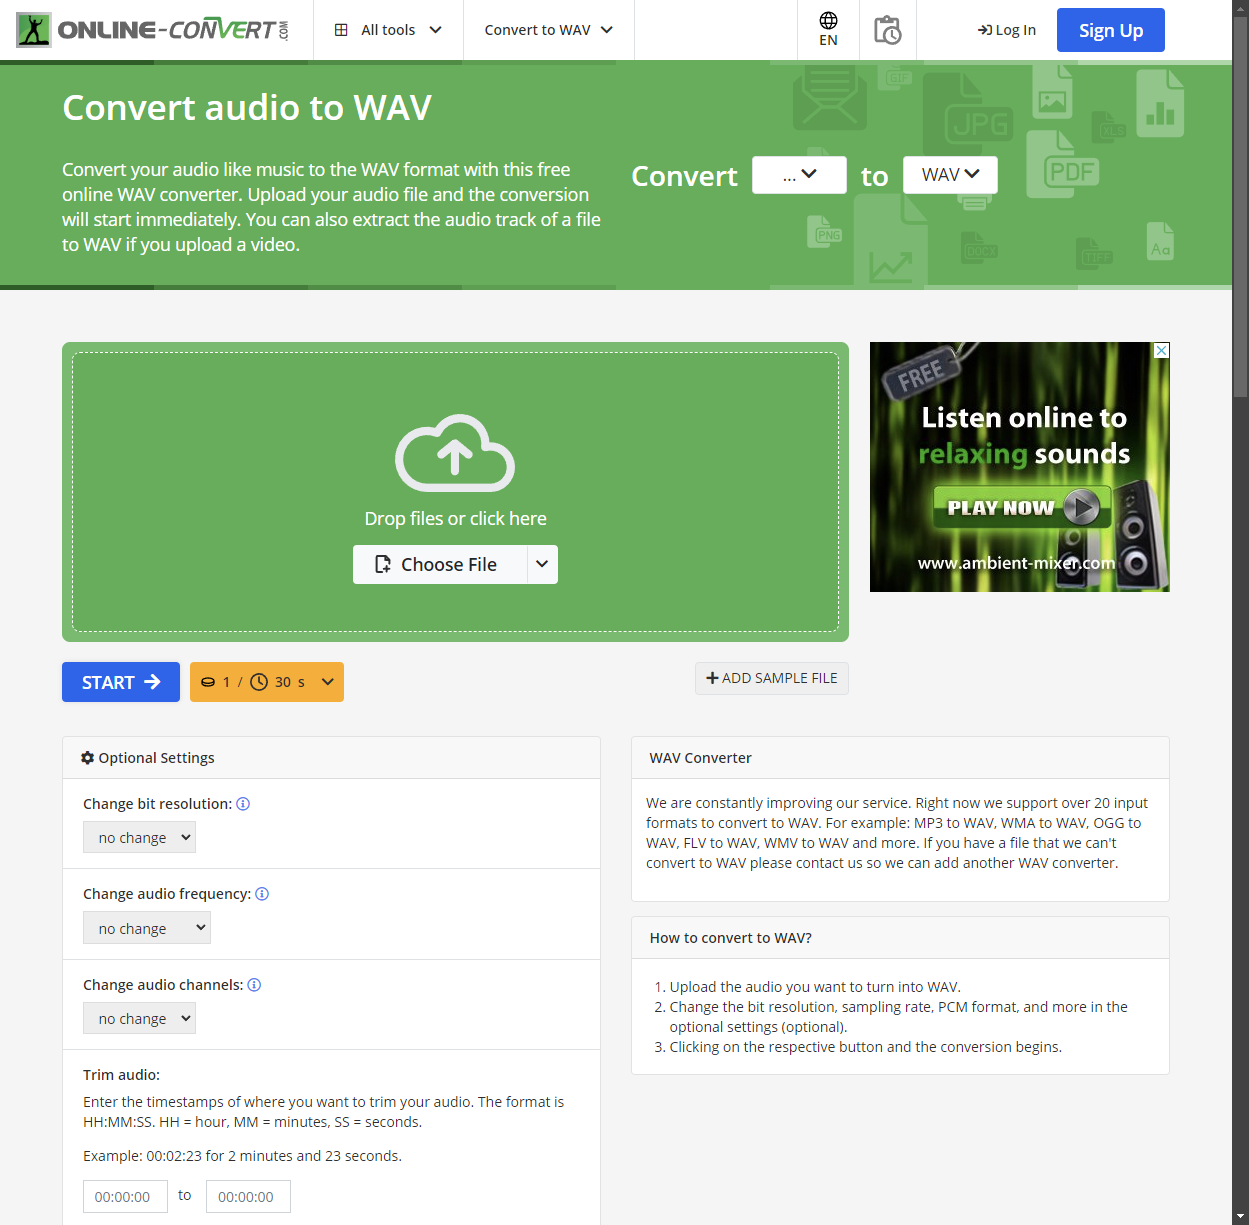 ONLINE-CONVERT.COM
All tools
Convert to WAV
EN
Log In
Sign Up
Convert audio to WAV
Convert your audio like music to the WAV format with this free
online WAV converter. Upload your audio file and the conversion
will start immediately. You can also extract the audio track of a file
to WAV if you upload a video.
Convert ... to WAV
GIF
JPG
XLS
PDF
PNG
DOCX
TIFF
Aa
Drop files or click here
Choose File
FREE
Listen online to
relaxing sounds
PLAY NOW
www.ambient-mixer.com
START
1 / 30 s
ADD SAMPLE FILE
Optional Settings
Change bit resolution:
no change
Change audio frequency:
no change
Change audio channels:
no change
Trim audio:
Enter the timestamps of where you want to trim your audio. The format is
HH:MM:SS. HH = hour, MM = minutes, SS = seconds.
Example: 00:02:23 for 2 minutes and 23 seconds.
00:00:00 to 00:00:00
WAV Converter
We are constantly improving our service. Right now we support over 20 input
formats to convert to WAV. For example: MP3 to WAV, WMA to WAV, OGG to
WAV, FLV to WAV, WMV to WAV and more. If you have a file that we can't
convert to WAV please contact us so we can add another WAV converter.
How to convert to WAV?
1. Upload the audio you want to turn into WAV.
2. Change the bit resolution, sampling rate, PCM format, and more in the
optional settings (optional).
3. Clicking on the respective button and the conversion begins.